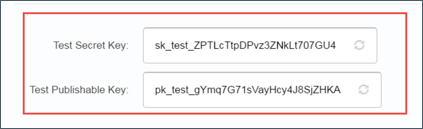 Test Secret Key: sk_test_ZPTLcTtpDPvz3ZNkLt707GU4
Test Publishable Key: pk_test_gYmq7G71sVayHcy4J8SjZHKA